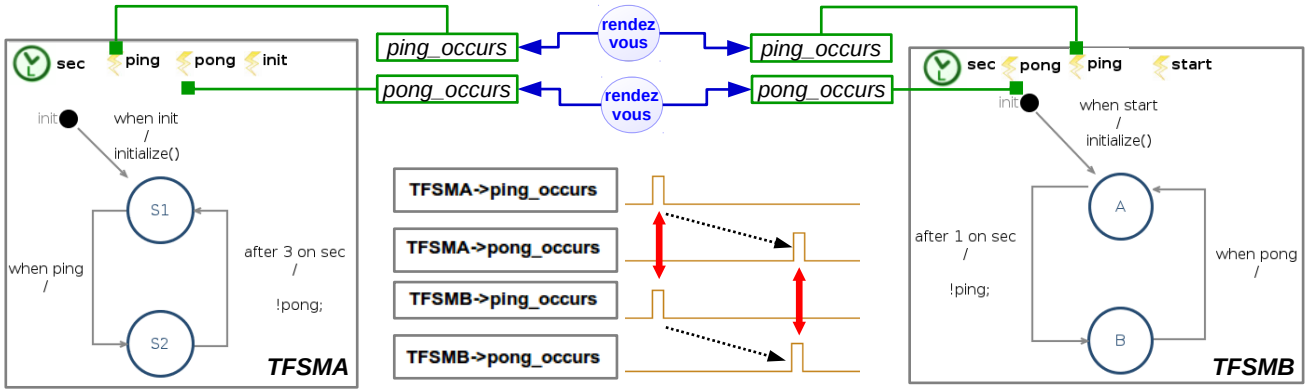 sec
ping
pong
init
init
when init
/
initialize()
S1
when ping
/
after 3 on sec
/
!pong;
S2
TFSMA
ping_occurs
pong_occurs
rendez
vous
rendez
vous
ping_occurs
pong_occurs
TFSMA->ping_occurs
TFSMA->pong_occurs
TFSMB->ping_occurs
TFSMB->pong_occurs
sec
pong
ping
start
init
when start
/
initialize()
A
after 1 on sec
/
!ping;
when pong
/
B
TFSMB